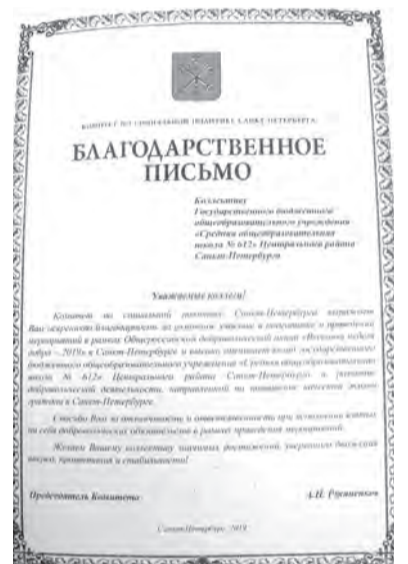 КОМИТЕТ ПО СОЦИАЛЬНОЙ ПОЛИТИКЕ САНКТ-ПЕТЕРБУРГА
БЛАГОДАРСТВЕННОЕ
ПИСЬМО
Коллективу
Государственного бюджетного
общеобразовательного учреждения
«Средняя общеобразовательная
школа № 612» Центрального района
Санкт-Петербурга
Уважаемые коллеги!
Комитет по социальной политике Санкт-Петербурга выражает
Вам искреннюю благодарность за активное участие в подготовке и проведении
мероприятий в рамках Общероссийской добровольческой акции «Весенняя неделя
добра – 2019» в Санкт-Петербурге и высоко оценивает вклад государственного
бюджетного общеобразовательного учреждения «Средняя общеобразовательная
школа № 612» Центрального района Санкт-Петербурга в развитие
добровольческой деятельности, направленной на повышение качества жизни
граждан в Санкт-Петербурге.
Спасибо Вам за отзывчивость и ответственность при исполнении взятых
на себя добровольческих обязательств в рамках проведения мероприятий.
Желаем Вашему коллективу значимых достижений, уверенного движения
вперед, процветания и стабильности!
Председатель Комитета
А.Н. Ржаненков
Санкт-Петербург, 2019